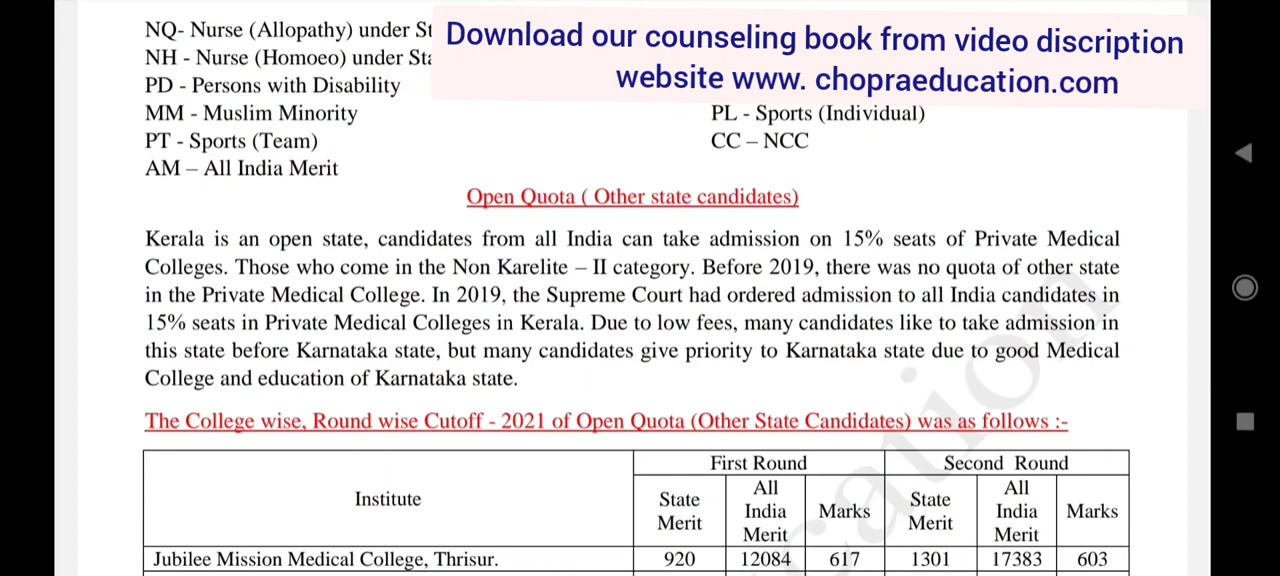 NQ- Nurse (Allopathy) under
NH - Nurse (Homoeo) under
Download our counseling book from video discription
website www. chopraeducation.com
PD - Persons with Disability
MM - Muslim Minority
PL - Sports (Individual)
PT - Sports (Team)
CC – NCC
AM – All India Merit
Open Quota ( Other state candidates)
Kerala is an open state, candidates from all India can take admission on 15% seats of Private Medical
Colleges. Those who come in the Non Karelite – II category. Before 2019, there was no quota of other state
in the Private Medical College. In 2019, the Supreme Court had ordered admission to all India candidates in
15% seats in Private Medical Colleges in Kerala. Due to low fees, many candidates like to take admission in
this state before Karnataka state, but many candidates give priority to Karnataka state due to good Medical
College and education of Karnataka state.
The College wise, Round wise Cutoff - 2021 of Open Quota (Other State Candidates) was as follows :-
Institute
First Round
Second Round
State Merit
All India Merit
Marks
State Merit
All India Merit
Marks
Jubilee Mission Medical College, Thrisur. 920 12084 617 1301 17383 603